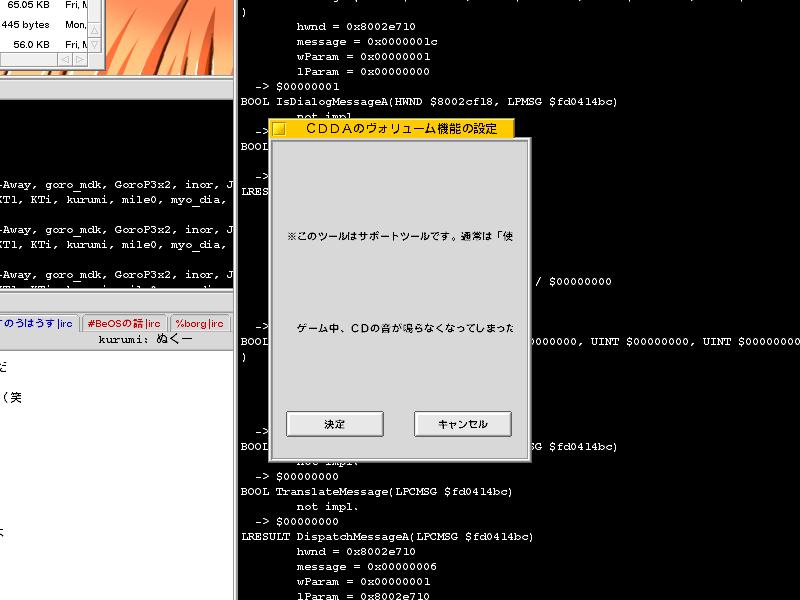 65.05 KB Fri, M
445 bytes Mon,
56.0 KB Fri, M
-Away, goro_mdk, GoroP3x2, inor, J
KT1, KTi, kurumi, mile0, myo_dia,
-Away, goro_mdk, GoroP3x2, inor, J
KT1, KTi, kurumi, mile0, myo_dia,
-Away, goro_mdk, GoroP3x2, inor, J
KT1, KTi, kurumi, mile0, myo_dia,
すのうはうす|irc #BeOSの話|irc %borg|irc
kurumi: ぬくー
だ
（笑
)
hwnd = 0x8002e710
message = 0x0000001c
wParam = 0x00000001
lParam = 0x00000000
-> $00000001
BOOL IsDialogMessageA(HWND $8002cf18, LPMSG $fd0414bc)
not impl.
->
BOOL
->
LRES
/ $00000000
->
BOOL
0000000, UINT $00000000, UINT $00000000
)
->
BOOL
G $fd0414bc)
not impl.
-> $00000000
BOOL TranslateMessage(LPCMSG $fd0414bc)
not impl.
-> $00000000
LRESULT DispatchMessageA(LPCMSG $fd0414bc)
hwnd = 0x8002e710
message = 0x00000006
wParam = 0x00000001
lParam = 0x8002e710
ＣＤＤＡのヴォリューム機能の設定
※このツールはサポートツールです。通常は「使
ゲーム中、ＣＤの音が鳴らなくなってしまった
決定
キャンセル